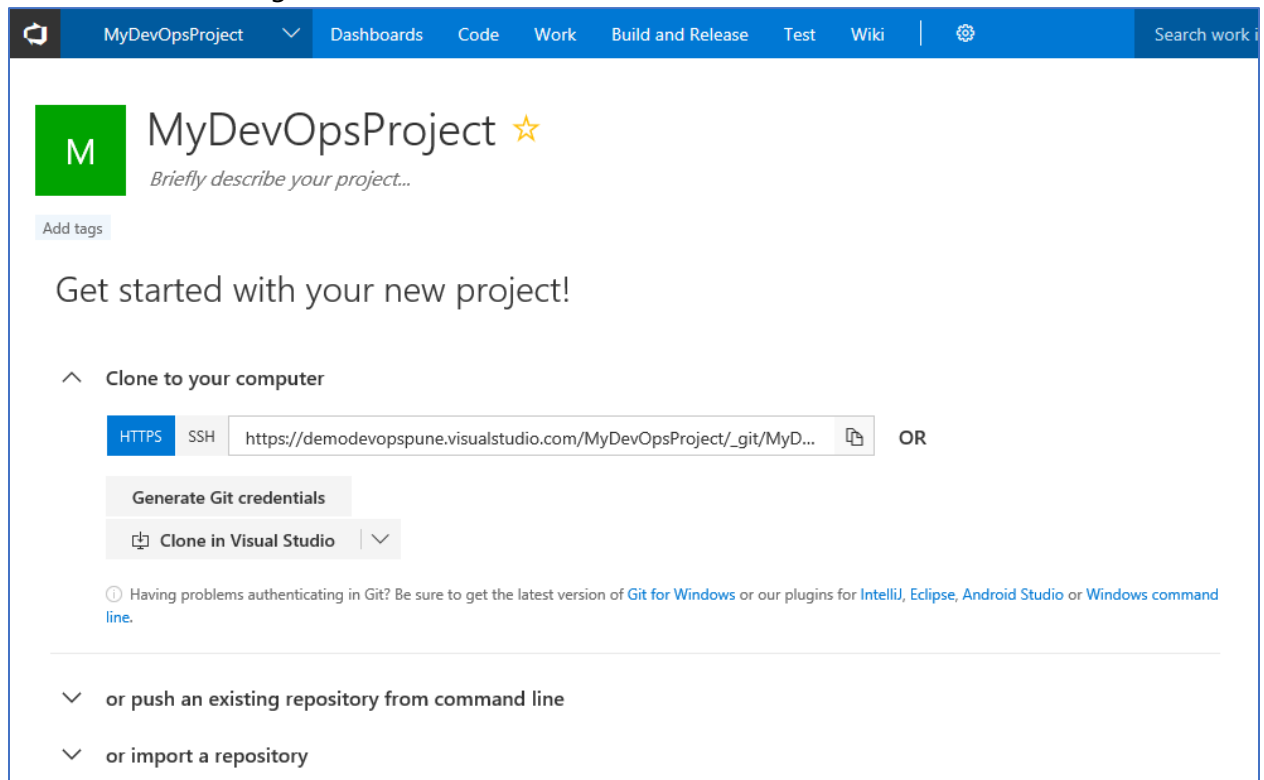 MyDevOpsProject Dashboards Code Work Build and Release Test Wiki Search work i
M
MyDevOpsProject
Briefly describe your project...
Add tags
Get started with your new project!
Clone to your computer
HTTPS SSH https://demodevopspune.visualstudio.com/MyDevOpsProject/_git/MyD... OR
Generate Git credentials
Clone in Visual Studio
Having problems authenticating in Git? Be sure to get the latest version of Git for Windows or our plugins for IntelliJ, Eclipse, Android Studio or Windows command
line.
or push an existing repository from command line
or import a repository